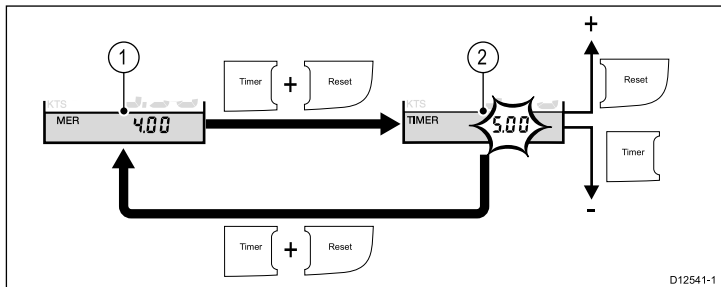 1
2
+
Timer + Reset
Reset
KTS
MER 4.00
KTS
TIMER 5.00
Timer
-
Timer + Reset
D12541-1